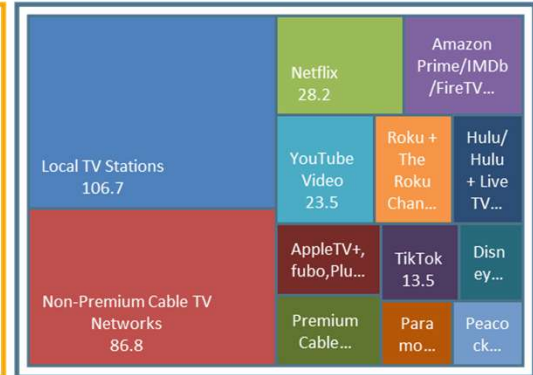 Local TV Stations
106.7
Non-Premium Cable TV
Networks
86.8
Netflix
28.2
Amazon
Prime/IMDb
/FireTV...
YouTube
Video
23.5
Roku +
The
Roku
Chan...
Hulu/
Hulu
+ Live
TV...
AppleTV+,
fubo,Plu...
TikTok
13.5
Disn
ey...
Premium
Cable...
Para
mo...
Peaco
ck...